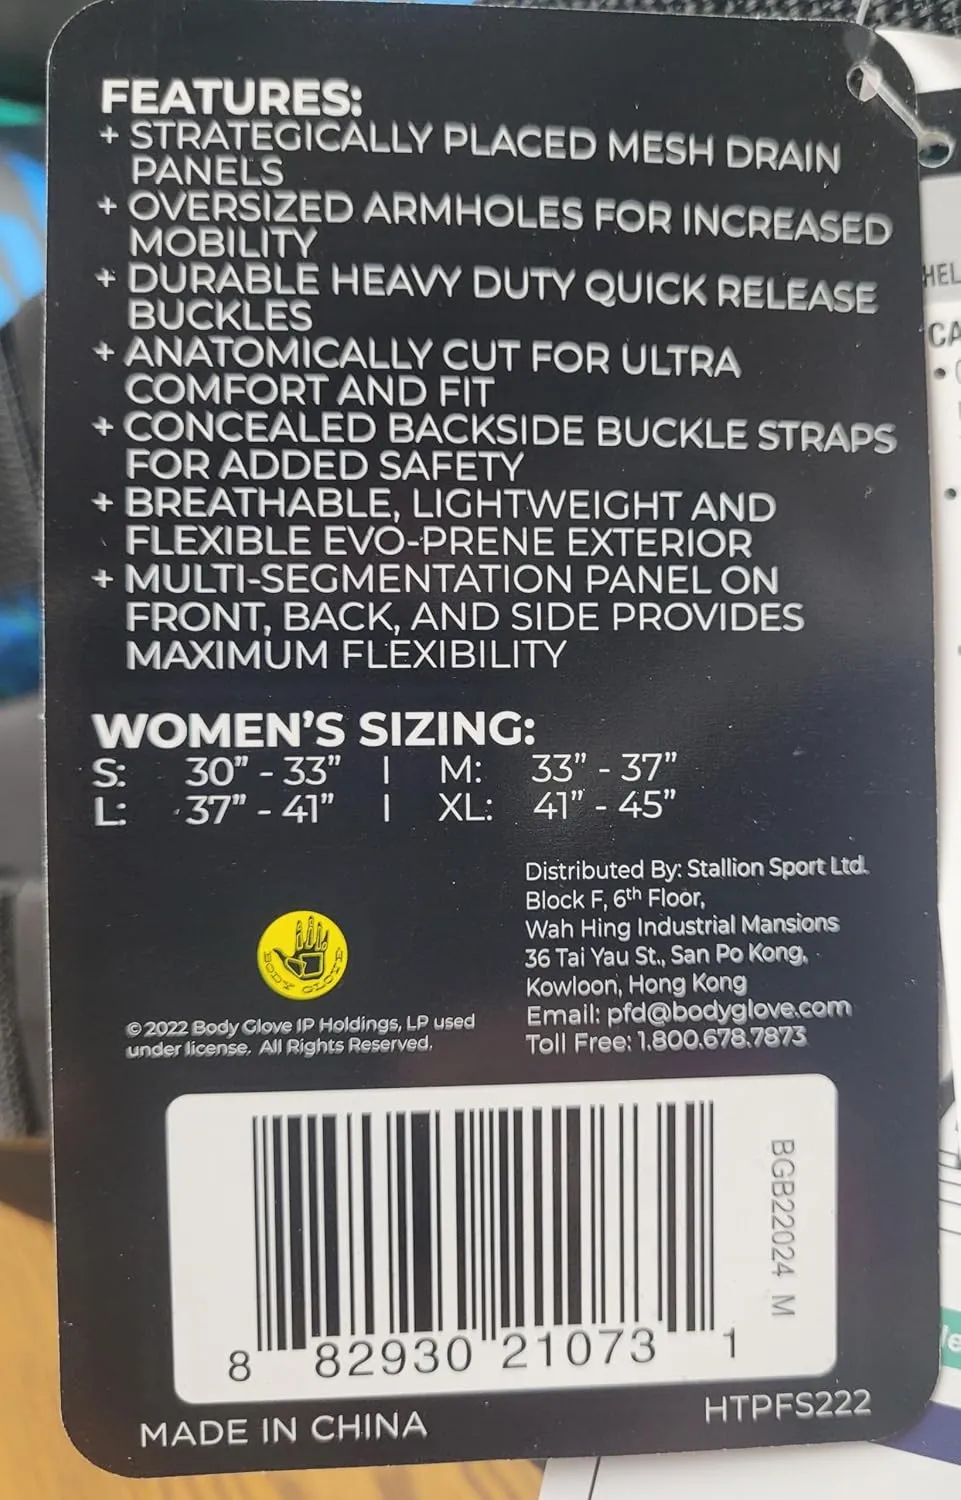 FEATURES:
+ STRATEGICALLY PLACED MESH DRAIN
PANELS
+ OVERSIZED ARMHOLES FOR INCREASED
MOBILITY
+ DURABLE HEAVY DUTY QUICK RELEASE
BUCKLES
+ ANATOMICALLY CUT FOR ULTRA
COMFORT AND FIT
+ CONCEALED BACKSIDE BUCKLE STRAPS
FOR ADDED SAFETY
+ BREATHABLE, LIGHTWEIGHT AND
FLEXIBLE EVO-PRENE EXTERIOR
+ MULTI-SEGMENTATION PANEL ON
FRONT, BACK, AND SIDE PROVIDES
MAXIMUM FLEXIBILITY
WOMEN'S SIZING:
S: 30" - 33" | M: 33" - 37"
L: 37" - 41" | XL: 41" - 45"
Distributed By: Stallion Sport Ltd.
Block F, 6th Floor,
Wah Hing Industrial Mansions
36 Tai Yau St., San Po Kong,
Kowloon, Hong Kong
Email: pfd@bodyglove.com
Toll Free: 1.800.678.7873
BODY GLOVE
© 2022 Body Glove IP Holdings, LP used
under license. All Rights Reserved.
BGB22024 M
8 82930 21073 1
MADE IN CHINA
HTPFS222